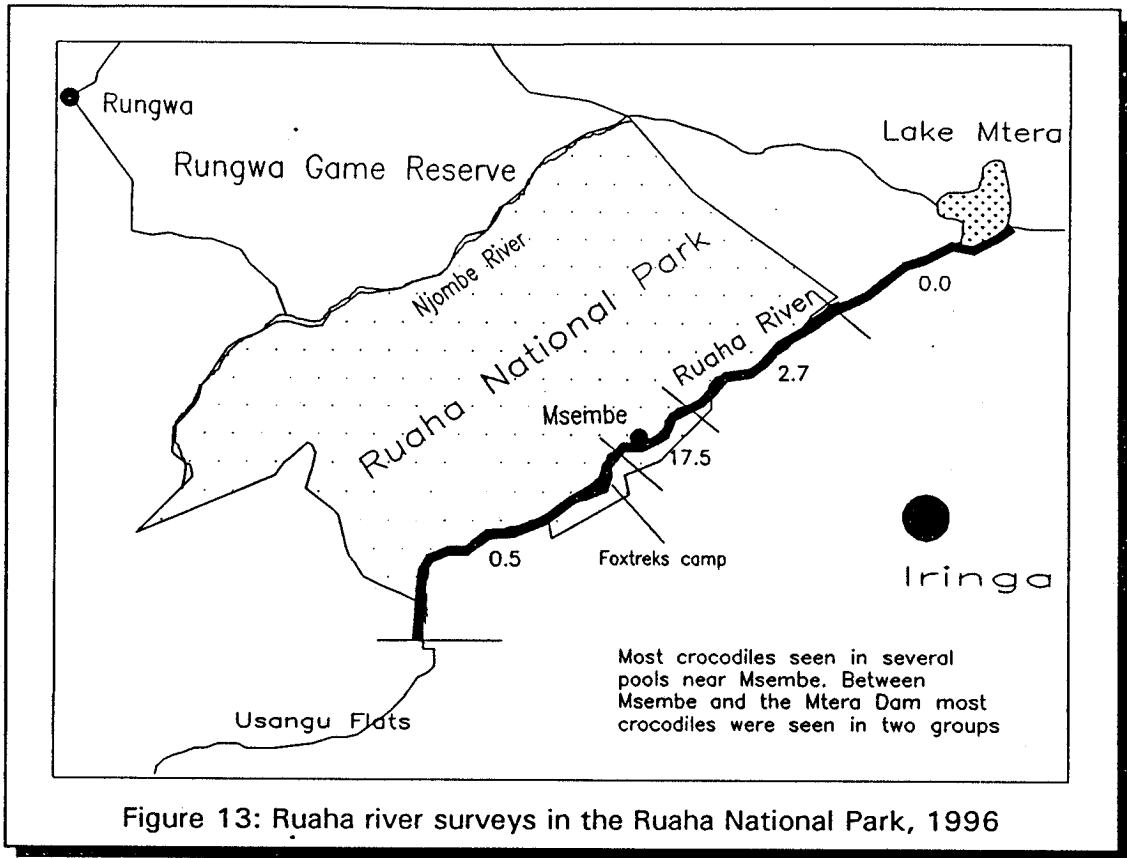 Rungwa
Lake Mtera
Rungwa Game Reserve
Njombe River
Ruaha National Park
0.0
Ruaha River
2.7
Msembe
17.5
0.5
Foxtreks camp
Iringa
Most crocodiles seen in several
pools near Msembe. Between
Msembe and the Mtera Dam most
crocodiles were seen in two groups
Usangu Flats
Figure 13: Ruaha river surveys in the Ruaha National Park, 1996